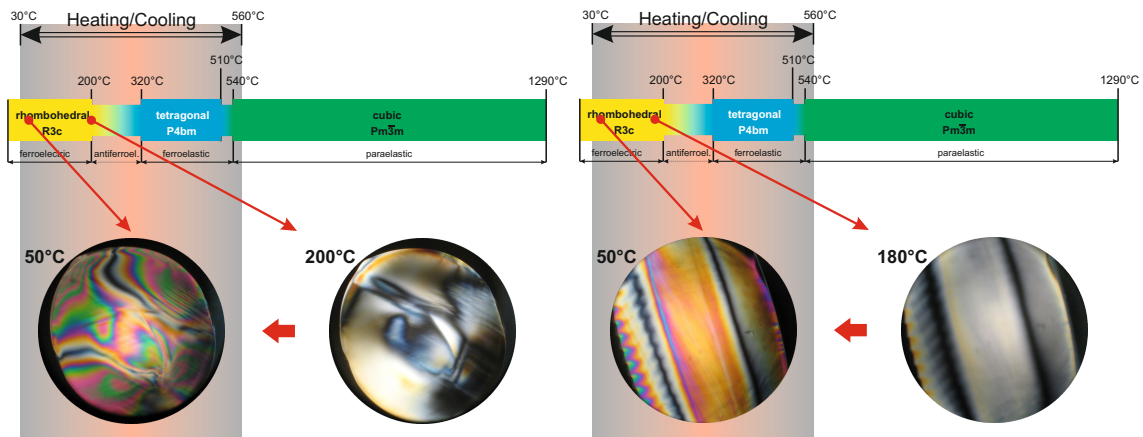 30°C
Heating/Cooling
560°C
510°C
200°C
320°C
540°C
1290°C
rhombohedral
R3c
tetragonal
P4bm
cubic
Pm3̅m
ferroelectric
antiferroel.
ferroelastic
paraelastic
50°C
200°C
30°C
Heating/Cooling
560°C
510°C
200°C
320°C
540°C
1290°C
rhombohedral
R3c
tetragonal
P4bm
cubic
Pm3̅m
ferroelectric
antiferroel.
ferroelastic
paraelastic
50°C
180°C